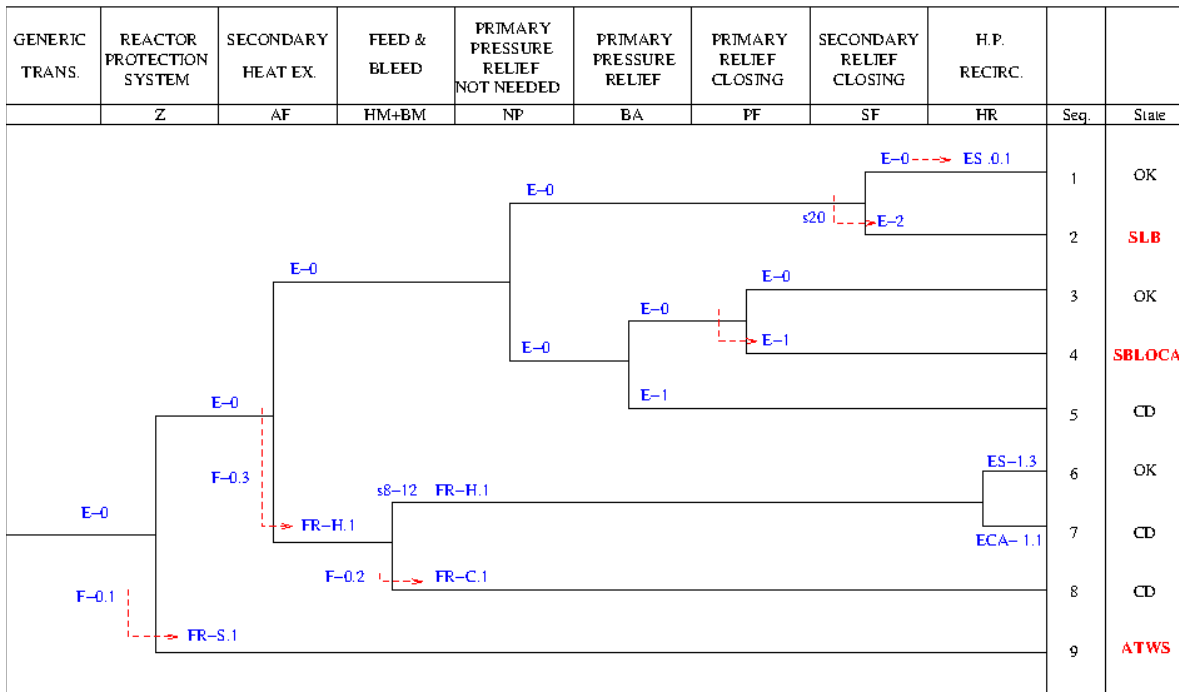 GENERIC
TRANS.
REACTOR
PROTECTION
SYSTEM
SECONDARY
HEAT EX.
FEED &
BLEED
PRIMARY
PRESSURE
RELIEF
NOT NEEDED
PRIMARY
PRESSURE
RELIEF
PRIMARY
RELIEF
CLOSING
SECONDARY
RELIEF
CLOSING
H.P.
RECIRC.
Z AF HM+BM NP BA PF SF HR Seq. State
E-0 ES .0.1
1 OK
E-0
s20 E-2
2 SLB
E-0 E-0
3 OK
E-0
E-1
E-0
4 SBLOCA
E-1
5 CD
E-0
ES-1.3
6 OK
F-0.3
s8-12 FR-H.1
E-0
FR-H.1
7 CD
ECA- 1.1
F-0.2 FR-C.1
8 CD
F-0.1
FR-S.1
9 ATWS